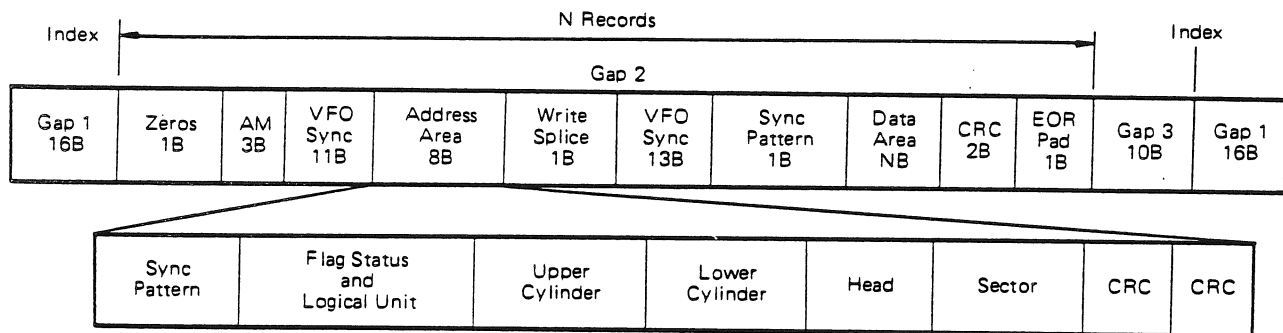 N Records
Index
Index
Gap 2
Gap 1
16B
Zeros
1B
AM
3B
VFO
Sync
11B
Address
Area
8B
Write
Splice
1B
VFO
Sync
13B
Sync
Pattern
1B
Data
Area
NB
CRC
2B
EOR
Pad
1B
Gap 3
10B
Gap 1
16B
Sync
Pattern
Flag Status
and
Logical Unit
Upper
Cylinder
Lower
Cylinder
Head
Sector
CRC
CRC